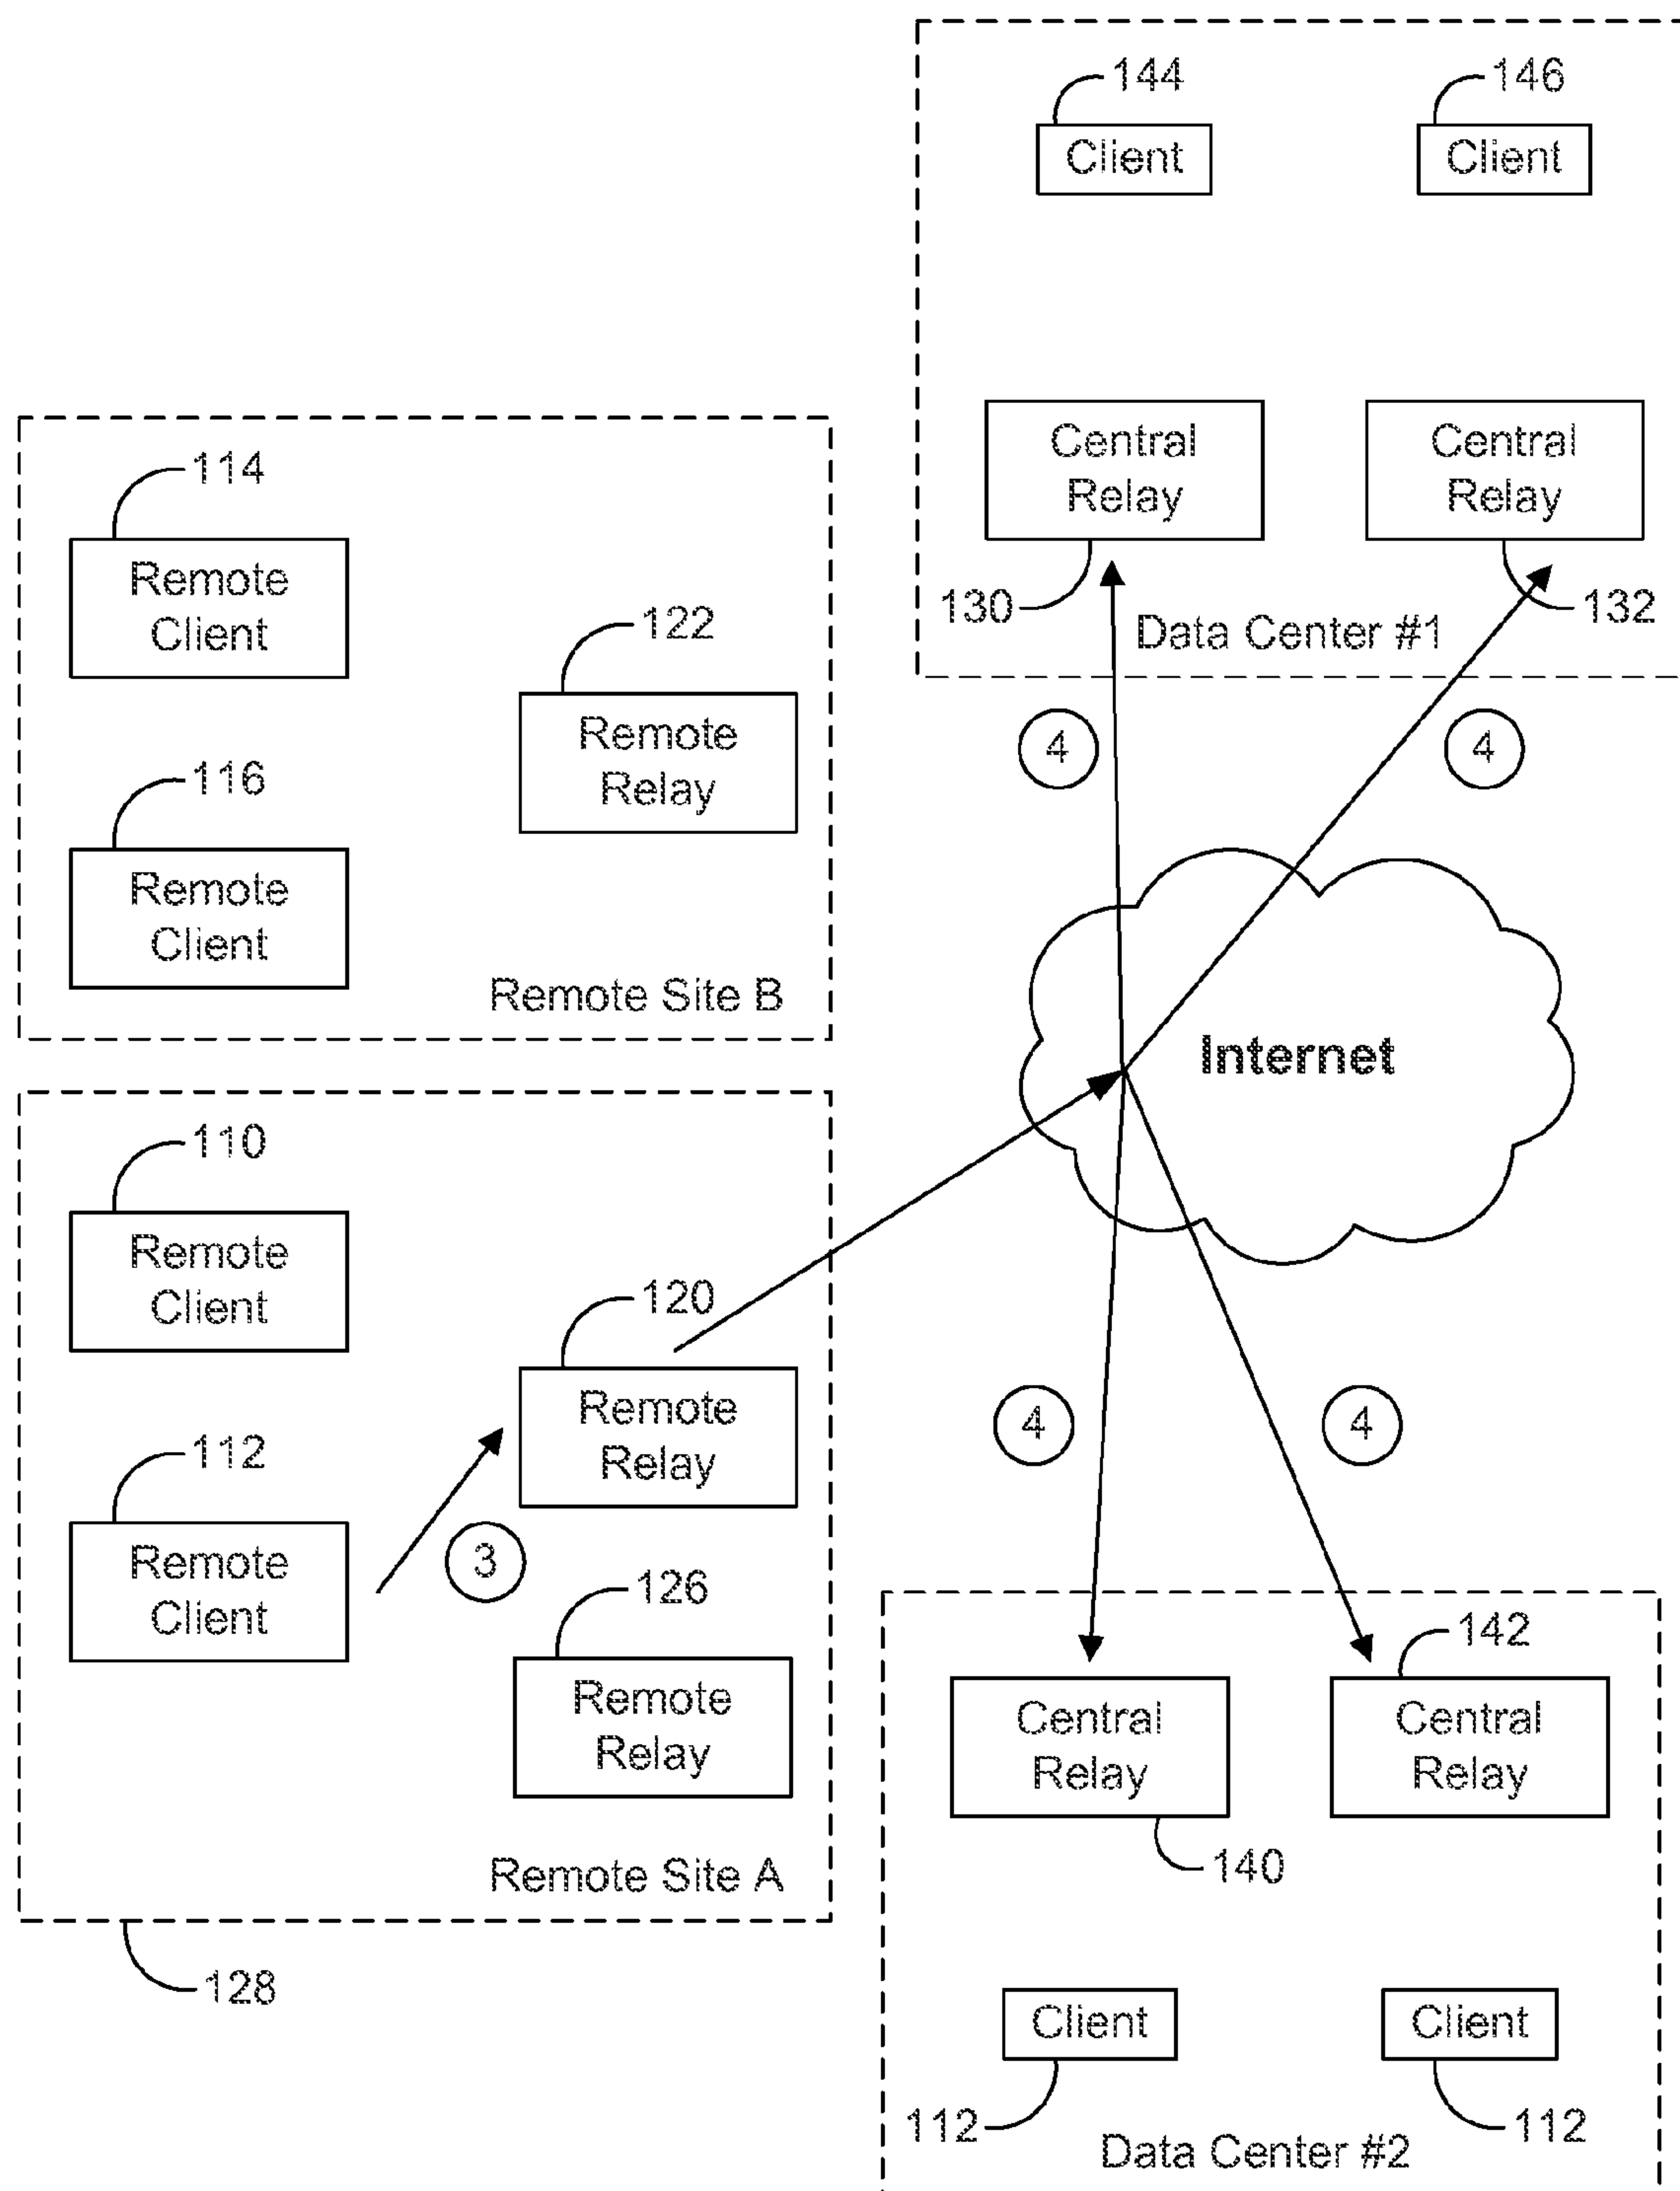 144
146
Client
Client
Central
Relay
Central
Relay
130
132
Data Center #1
114
Remote
Client
122
Remote
Relay
116
Remote
Client
Remote Site B
4
4
Internet
110
Remote
Client
120
Remote
Relay
112
Remote
Client
3
126
Remote
Relay
Remote Site A
128
4
4
142
Central
Relay
Central
Relay
140
Client
Client
112
112
Data Center #2